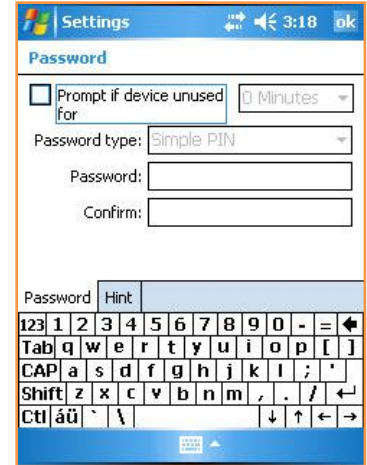 Settings 3:18 ok
Password
Prompt if device unused
for
0 Minutes
Password type: Simple PIN
Password:
Confirm:
Password Hint
123 1 2 3 4 5 6 7 8 9 0 - = 
Tab q w e r t y u i o p [ ]
CAP a s d f g h j k l ; '
Shift z x c v b n m , . / ↵
Ctl áü ` \ ↓ ↑ ← →